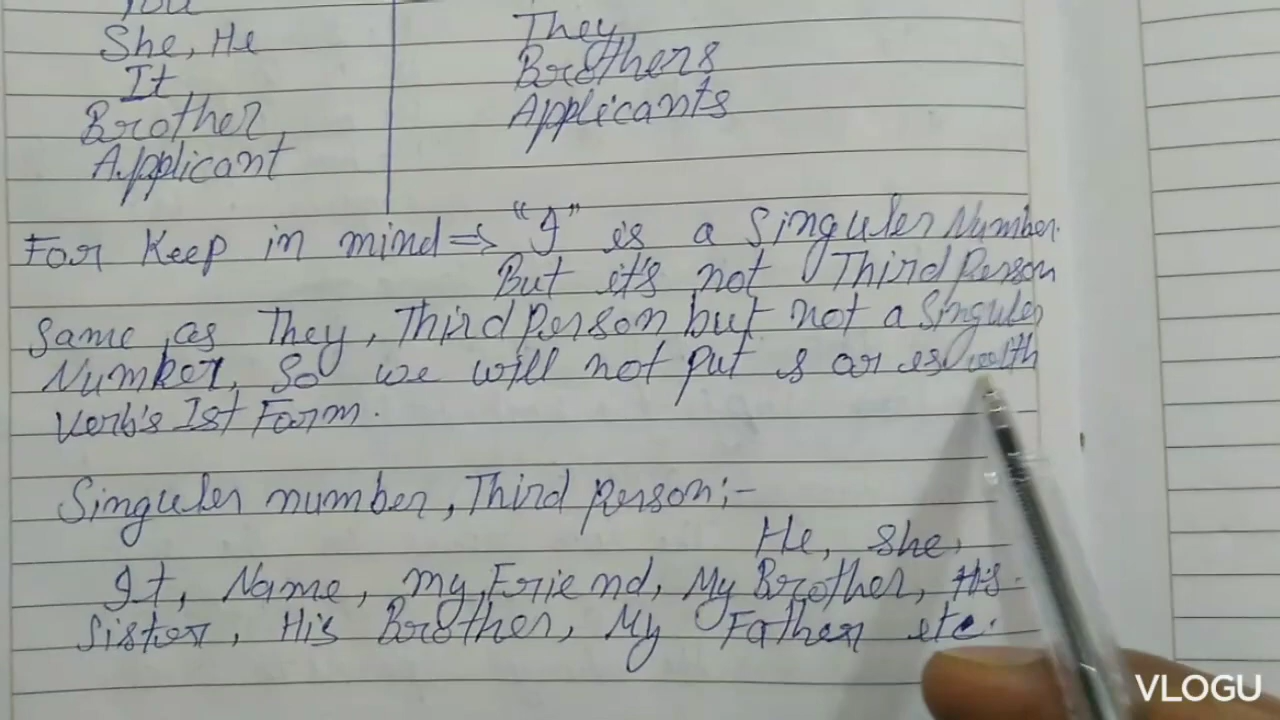 You
She, He
They
It,
Brothers
Brother,
Applicants
Applicant
For Keep in mind⇒ "I" is a Singuler Number.
But it's not Third Person
Same as They, Third Person but not a Singuler
Number, So we will not put s or es with
verb's Ist Form.
Singuler number, Third person:-
He, she,
It, Name, my Friend, My Brother, His
Sister, His Brother, My Father etc.
VLOGU